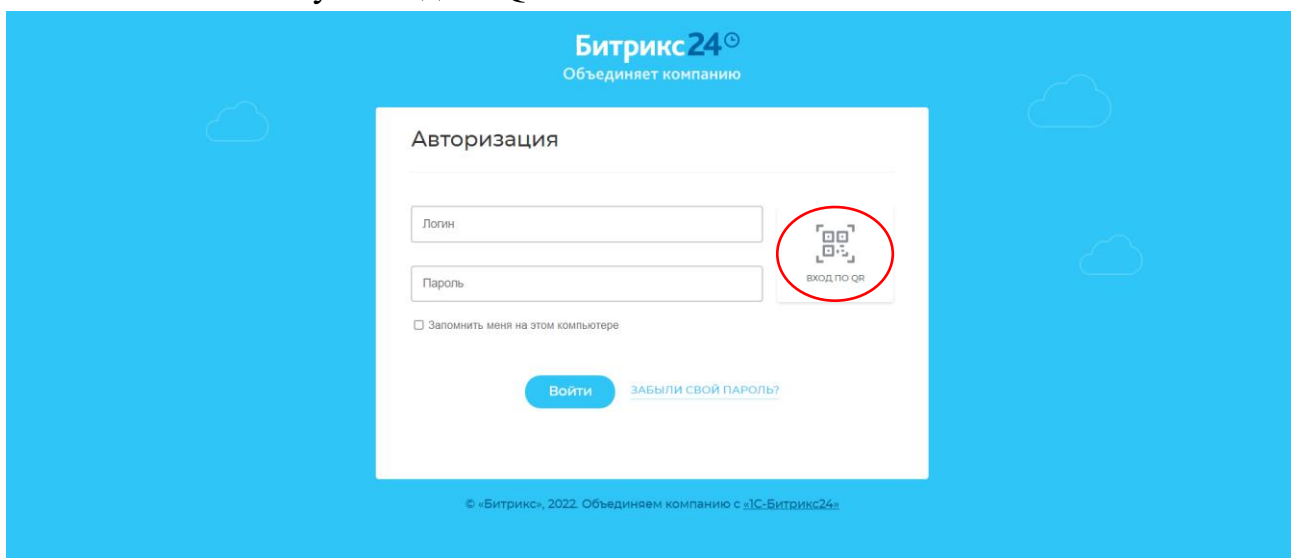 Битрикс24
Объединяет компанию
Авторизация
Логин
ВХОД ПО QR
Пароль
Запомнить меня на этом компьютере
Войти ЗАБЫЛИ СВОЙ ПАРОЛЬ?
© «Битрикс», 2022. Объединяем компанию с «1С-Битрикс24»